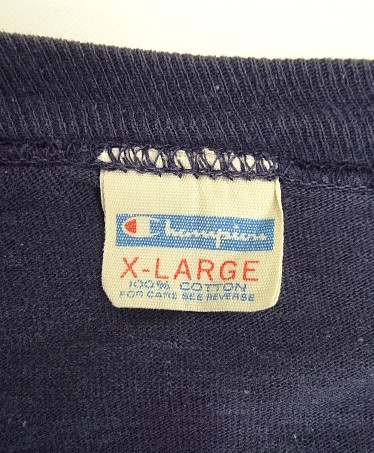 Champion
X-LARGE
100% COTTON
FOR CARE SEE REVERSE